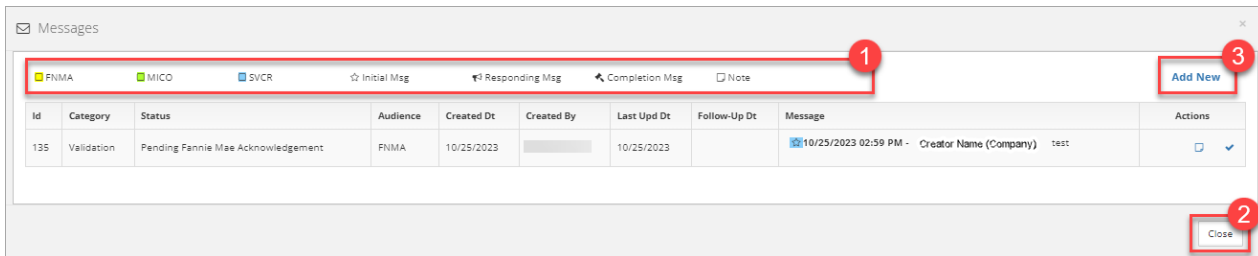 Messages
×
1
3
FNMA MICO SVCR Initial Msg Responding Msg Completion Msg Note Add New
Id Category Status Audience Created Dt Created By Last Upd Dt Follow-Up Dt Message Actions
135 Validation Pending Fannie Mae Acknowledgement FNMA 10/25/2023 10/25/2023 10/25/2023 02:59 PM - Creator Name (Company) test
2
Close